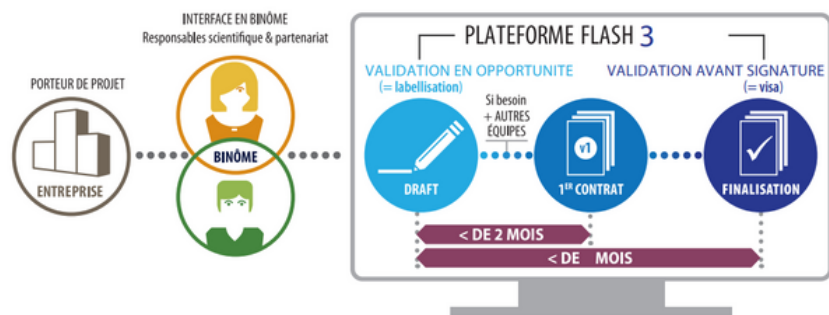 INTERFACE EN BINÔME
Responsables scientifique & partenariat
PORTEUR DE PROJET
ENTREPRISE
BINÔME
PLATEFORME FLASH 3
VALIDATION EN OPPORTUNITE
(= labellisation)
VALIDATION AVANT SIGNATURE
(= visa)
Si besoin
+ AUTRES
ÉQUIPES
DRAFT
v1
1ER CONTRAT
FINALISATION
< DE 2 MOIS
< DE MOIS